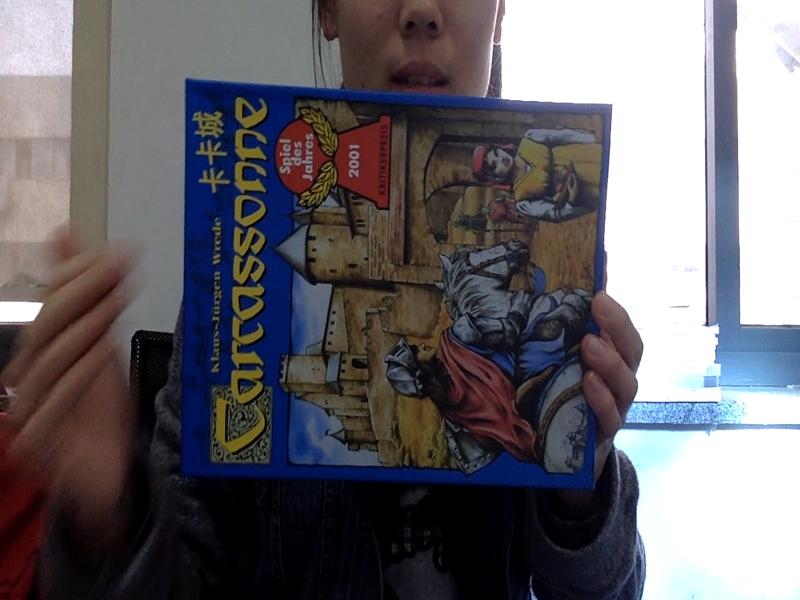 卡卡城
Klaus-Jürgen Wrede
Carcassonne
Spiel
des
Jahres
2001
KRITIKERPREIS